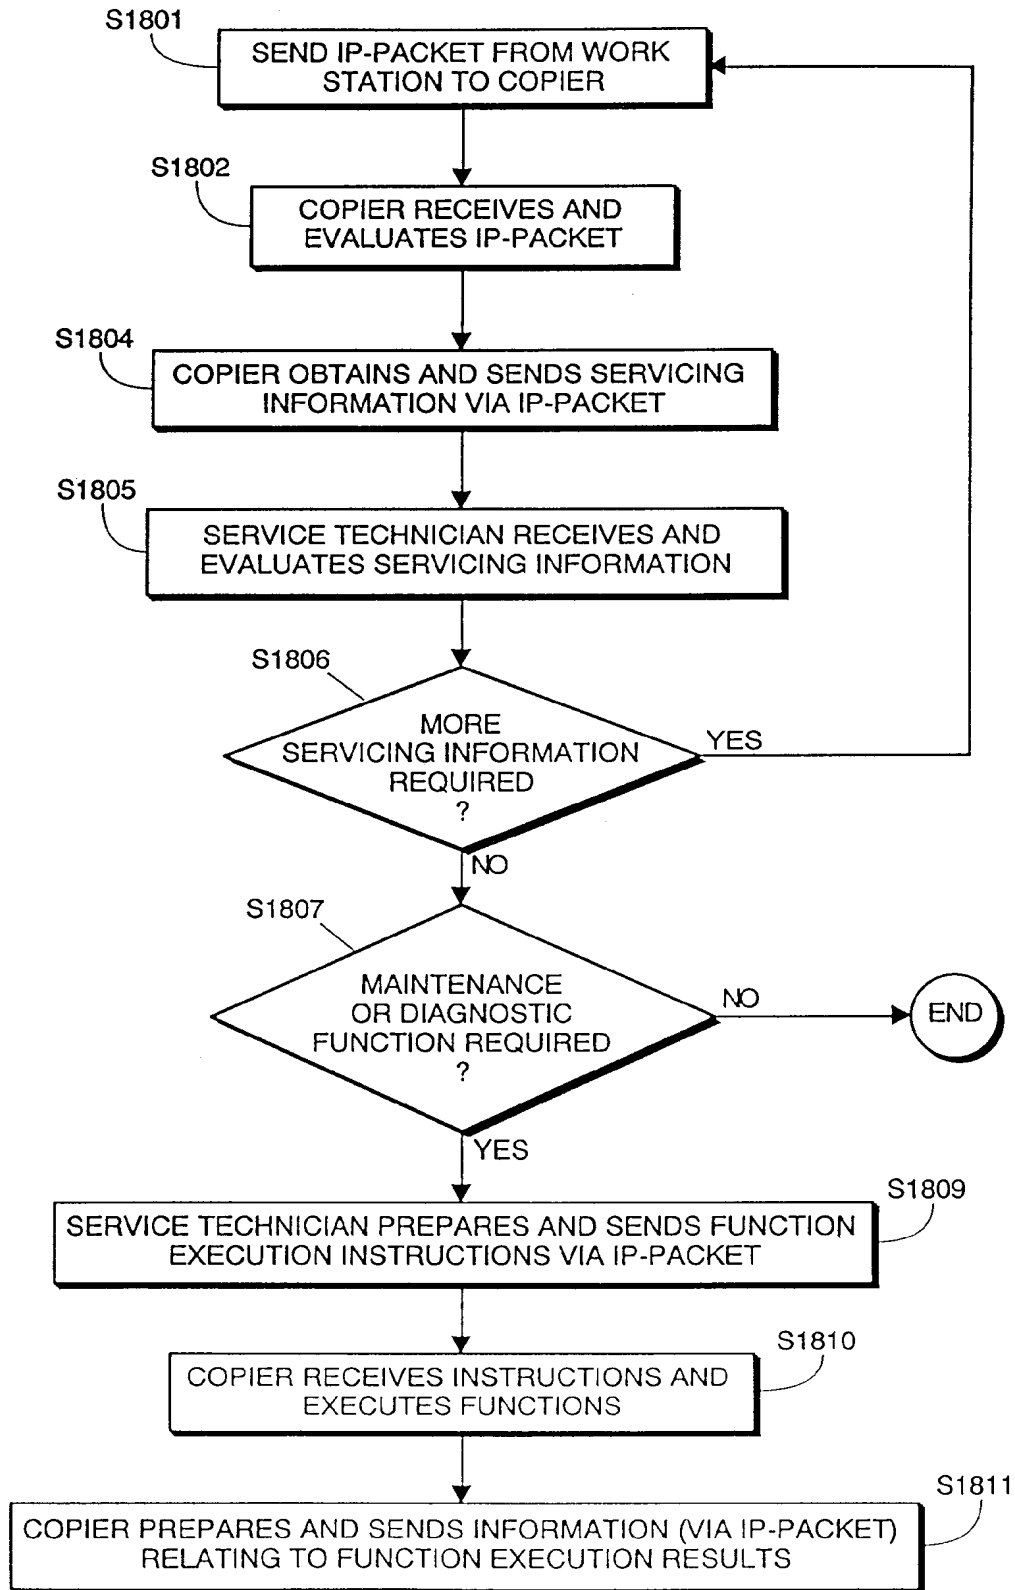 S1801
SEND IP-PACKET FROM WORK
STATION TO COPIER
S1802
COPIER RECEIVES AND
EVALUATES IP-PACKET
S1804
COPIER OBTAINS AND SENDS SERVICING
INFORMATION VIA IP-PACKET
S1805
SERVICE TECHNICIAN RECEIVES AND
EVALUATES SERVICING INFORMATION
S1806
MORE
SERVICING INFORMATION
REQUIRED
?
YES
NO
S1807
MAINTENANCE
OR DIAGNOSTIC
FUNCTION REQUIRED
?
NO
END
YES
S1809
SERVICE TECHNICIAN PREPARES AND SENDS FUNCTION
EXECUTION INSTRUCTIONS VIA IP-PACKET
S1810
COPIER RECEIVES INSTRUCTIONS AND
EXECUTES FUNCTIONS
S1811
COPIER PREPARES AND SENDS INFORMATION (VIA IP-PACKET)
RELATING TO FUNCTION EXECUTION RESULTS